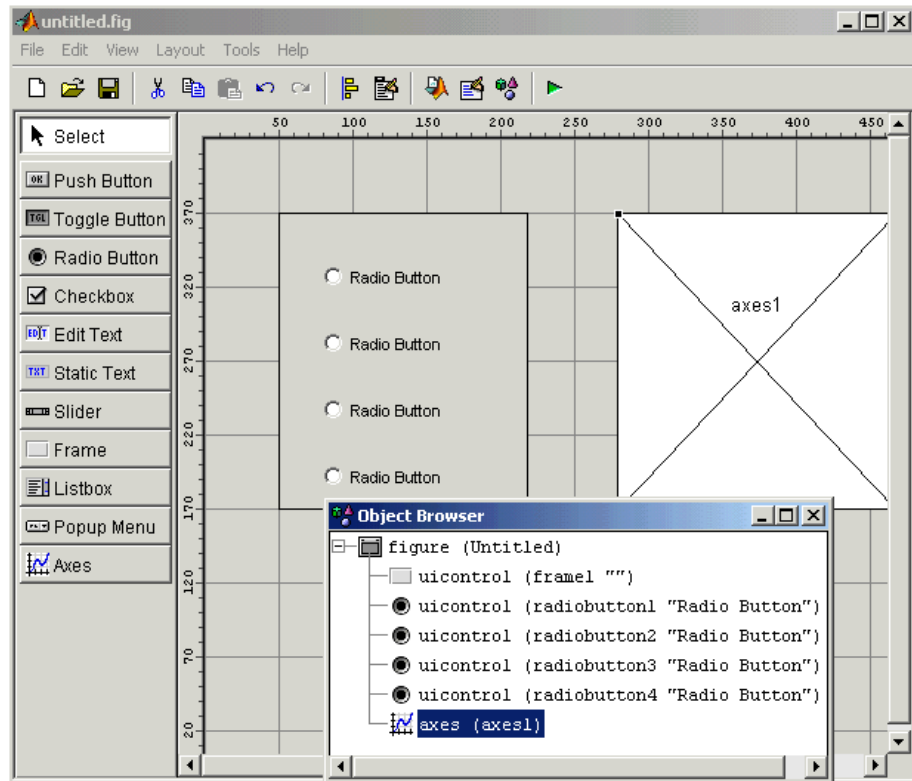 untitled.fig
File Edit View Layout Tools Help
50 100 150 200 250 300 350 400 450
Select
OK Push Button
TGL Toggle Button
Radio Button
Checkbox
EDIT Edit Text
TXT Static Text
Slider
Frame
Listbox
Popup Menu
Axes
370
320
270
220
170
120
70
20
Radio Button
Radio Button
Radio Button
Radio Button
axes1
Object Browser
figure (Untitled)
uicontrol (frame1 "")
uicontrol (radiobutton1 "Radio Button")
uicontrol (radiobutton2 "Radio Button")
uicontrol (radiobutton3 "Radio Button")
uicontrol (radiobutton4 "Radio Button")
axes (axes1)